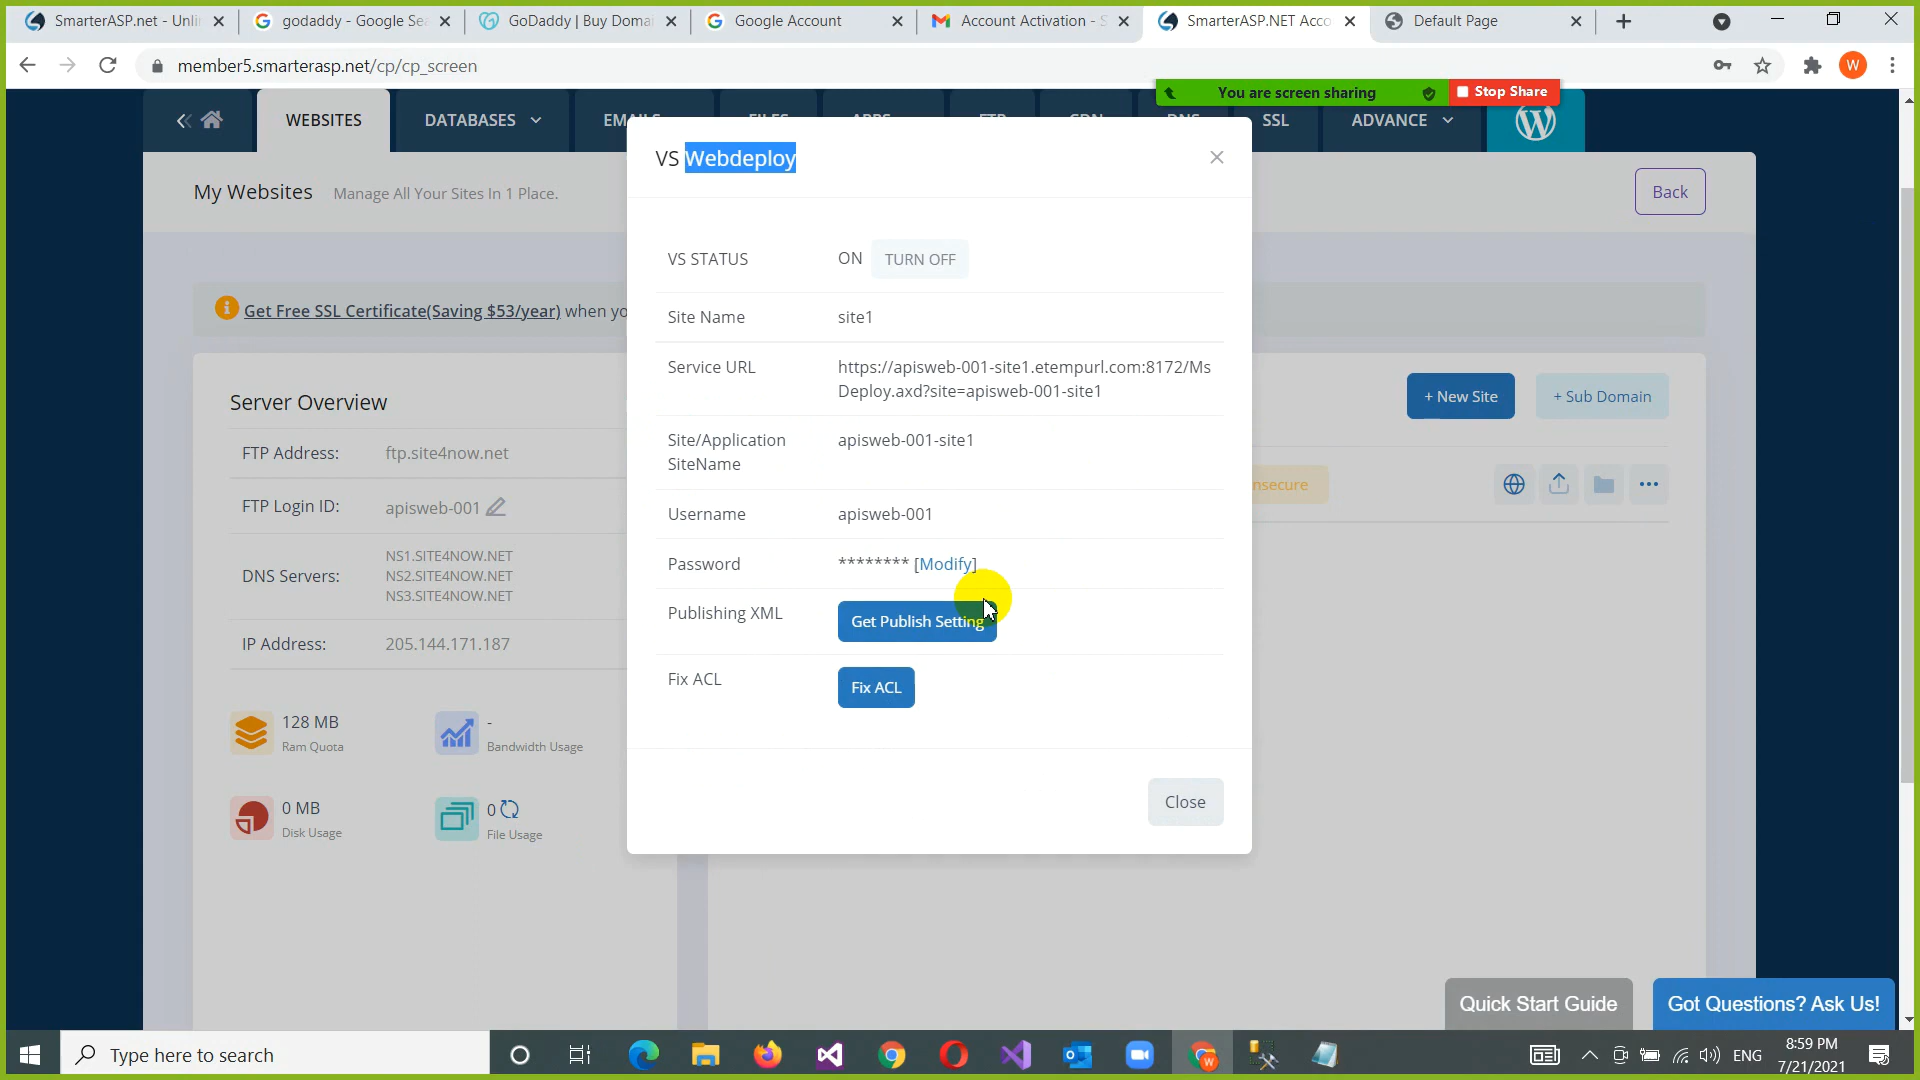 SmarterASP.net - Unli
godaddy - Google Se
GoDaddy | Buy Domai
Google Account
Account Activation - S
SmarterASP.NET Acco
Default Page
member5.smarterasp.net/cp/cp_screen
W
You are screen sharing
Stop Share
WEBSITES
DATABASES
SSL
ADVANCE
VS Webdeploy
My Websites
Manage All Your Sites In 1 Place.
Back
VS STATUS
ON
TURN OFF
Get Free SSL Certificate(Saving $53/year) when yo
Site Name
site1
Service URL
https://apisweb-001-site1.etempurl.com:8172/Ms
Deploy.axd?site=apisweb-001-site1
Server Overview
+ New Site
+ Sub Domain
FTP Address:
ftp.site4now.net
Site/Application
SiteName
apisweb-001-site1
nsecure
FTP Login ID:
apisweb-001
Username
apisweb-001
DNS Servers:
NS1.SITE4NOW.NET
NS2.SITE4NOW.NET
NS3.SITE4NOW.NET
Password
******** [Modify]
Publishing XML
Get Publish Setting
IP Address:
205.144.171.187
Fix ACL
Fix ACL
128 MB
Ram Quota
-
Bandwidth Usage
0 MB
Disk Usage
0
File Usage
Close
Quick Start Guide
Got Questions? Ask Us!
Type here to search
ENG
8:59 PM
7/21/2021